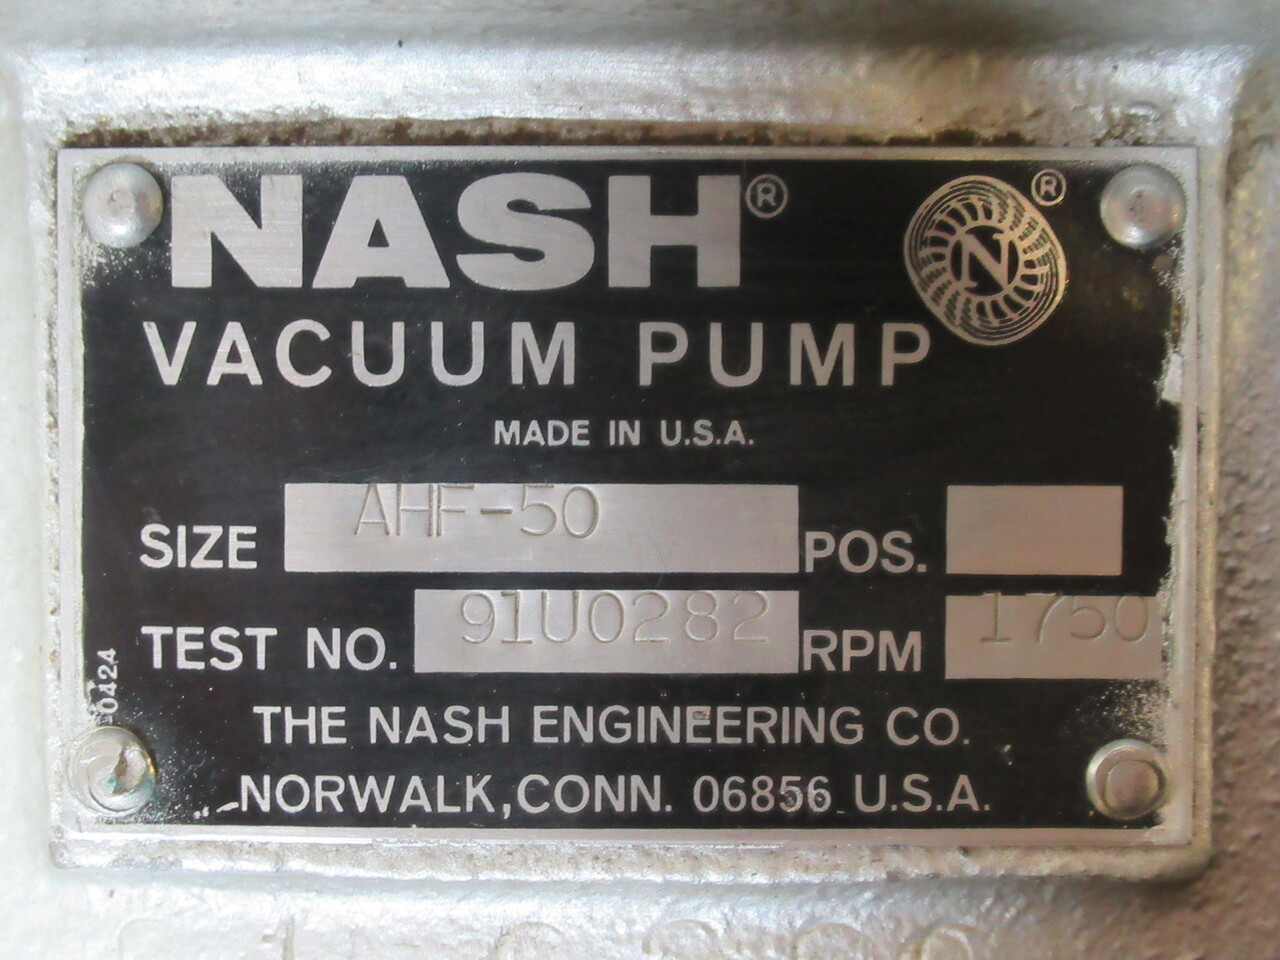 NASH®
N ®
VACUUM PUMP
MADE IN U.S.A.
SIZE AHF-50 POS.
TEST NO. 91U0282 RPM 1750
0424
THE NASH ENGINEERING CO.
NORWALK, CONN. 06856 U.S.A.